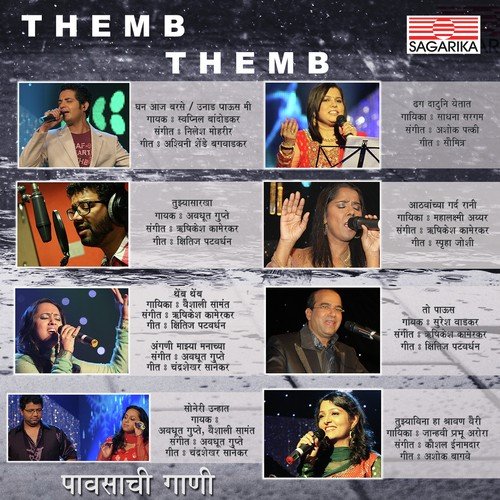 THEMB
THEMB
SAGARIKA
घन आज बरसे / उनाड पाऊस मी
गायक : स्वप्निल बांदोडकर
संगीत : निलेश मोहरीर
गीत : अश्विनी शेंडे बगवाडकर
ढग दाटुनि येतात
गायिका : साधना सरगम
संगीत : अशोक पत्की
गीत : सौमित्र
तुझ्यासारखा
गायक : अवधूत गुप्ते
संगीत : ऋषिकेश कामेरकर
गीत : क्षितिज पटवर्धन
आठवांच्या गर्द रानी
गायिका : महालक्ष्मी अय्यर
संगीत : ऋषिकेश कामेरकर
गीत : स्पृहा जोशी
थेंब थेंब
गायिका : वैशाली सामंत
संगीत : ऋषिकेश कामेरकर
गीत : क्षितिज पटवर्धन
अंगणी माझ्या मनाच्या
संगीत : अवधूत गुप्ते
गीत : चंद्रशेखर सानेकर
तो पाऊस
गायक : सुरेश वाडकर
संगीत : ऋषिकेश कामेरकर
गीत : क्षितिज पटवर्धन
सोनेरी उन्हात
गायक :
अवधूत गुप्ते, वैशाली सामंत
संगीत : अवधूत गुप्ते
गीत : चंद्रशेखर सानेकर
तुझ्याविना हा श्रावण वैरी
गायिका : जान्हवी प्रभू अरोरा
संगीत : कौशल इनामदार
गीत : अशोक बागवे
पावसाची गाणी